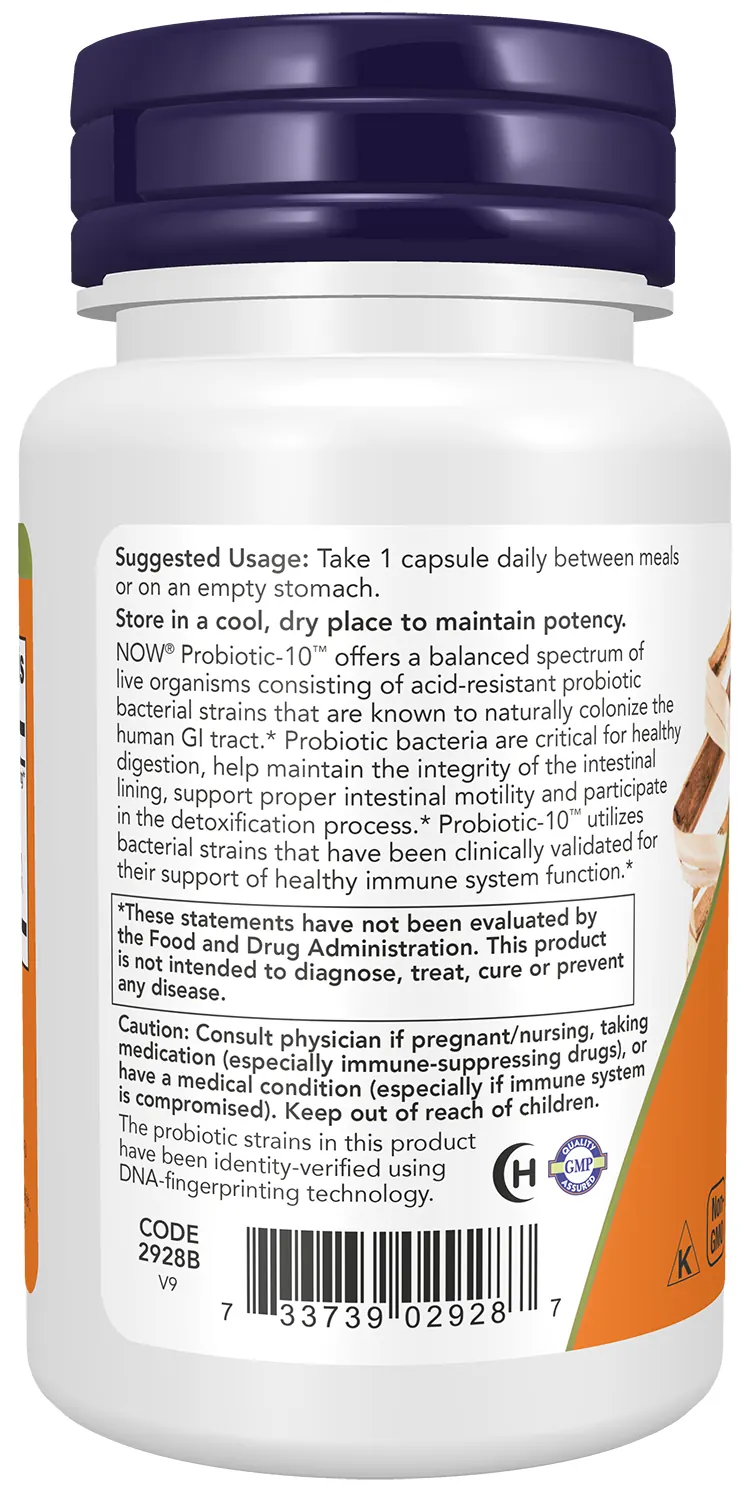 Suggested Usage: Take 1 capsule daily between meals
or on an empty stomach.
Store in a cool, dry place to maintain potency.
NOW® Probiotic-10™ offers a balanced spectrum of
live organisms consisting of acid-resistant probiotic
bacterial strains that are known to naturally colonize the
human GI tract.* Probiotic bacteria are critical for healthy
digestion, help maintain the integrity of the intestinal
lining, support proper intestinal motility and participate
in the detoxification process.* Probiotic-10™ utilizes
bacterial strains that have been clinically validated for
their support of healthy immune system function.*
*These statements have not been evaluated by
the Food and Drug Administration. This product
is not intended to diagnose, treat, cure or prevent
any disease.
Caution: Consult physician if pregnant/nursing, taking
medication (especially immune-suppressing drugs), or
have a medical condition (especially if immune system
is compromised). Keep out of reach of children.
The probiotic strains in this product
have been identity-verified using
DNA-fingerprinting technology.
H
QUALITY
GMP
ASSURED
CODE
2928B
V9
7 33739 02928 7
K
Non-
GMO